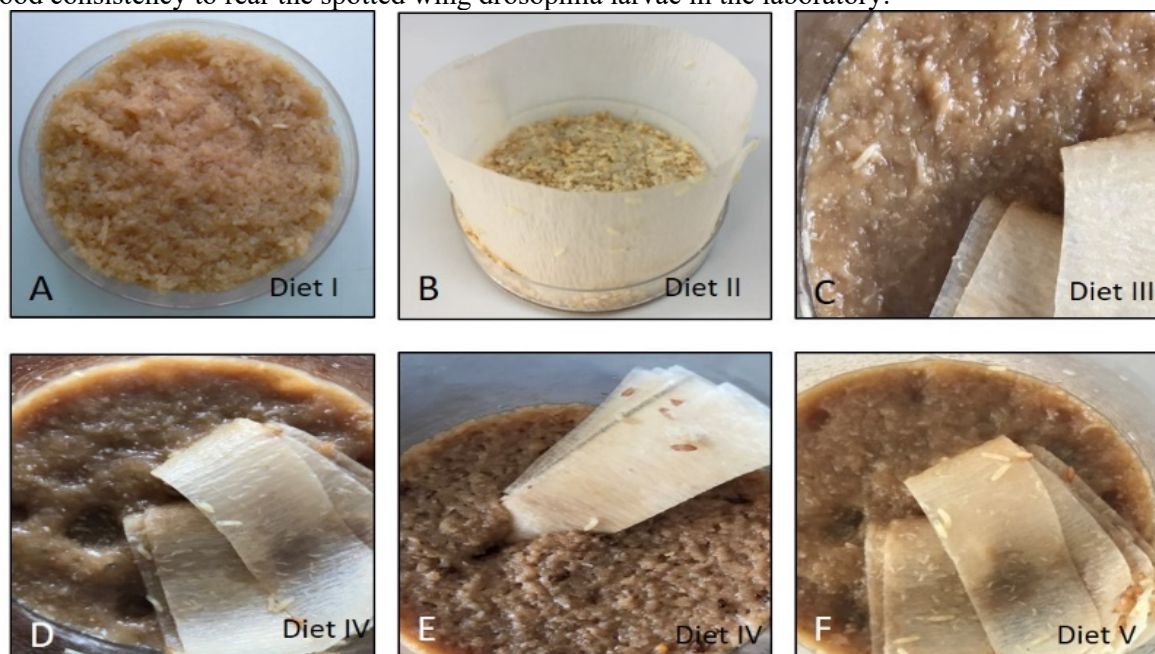 ood consistency to rear the spotted wing drosophila larvae in the laboratory.
A Diet I
B Diet II
C Diet III
D Diet IV
E Diet IV
F Diet V